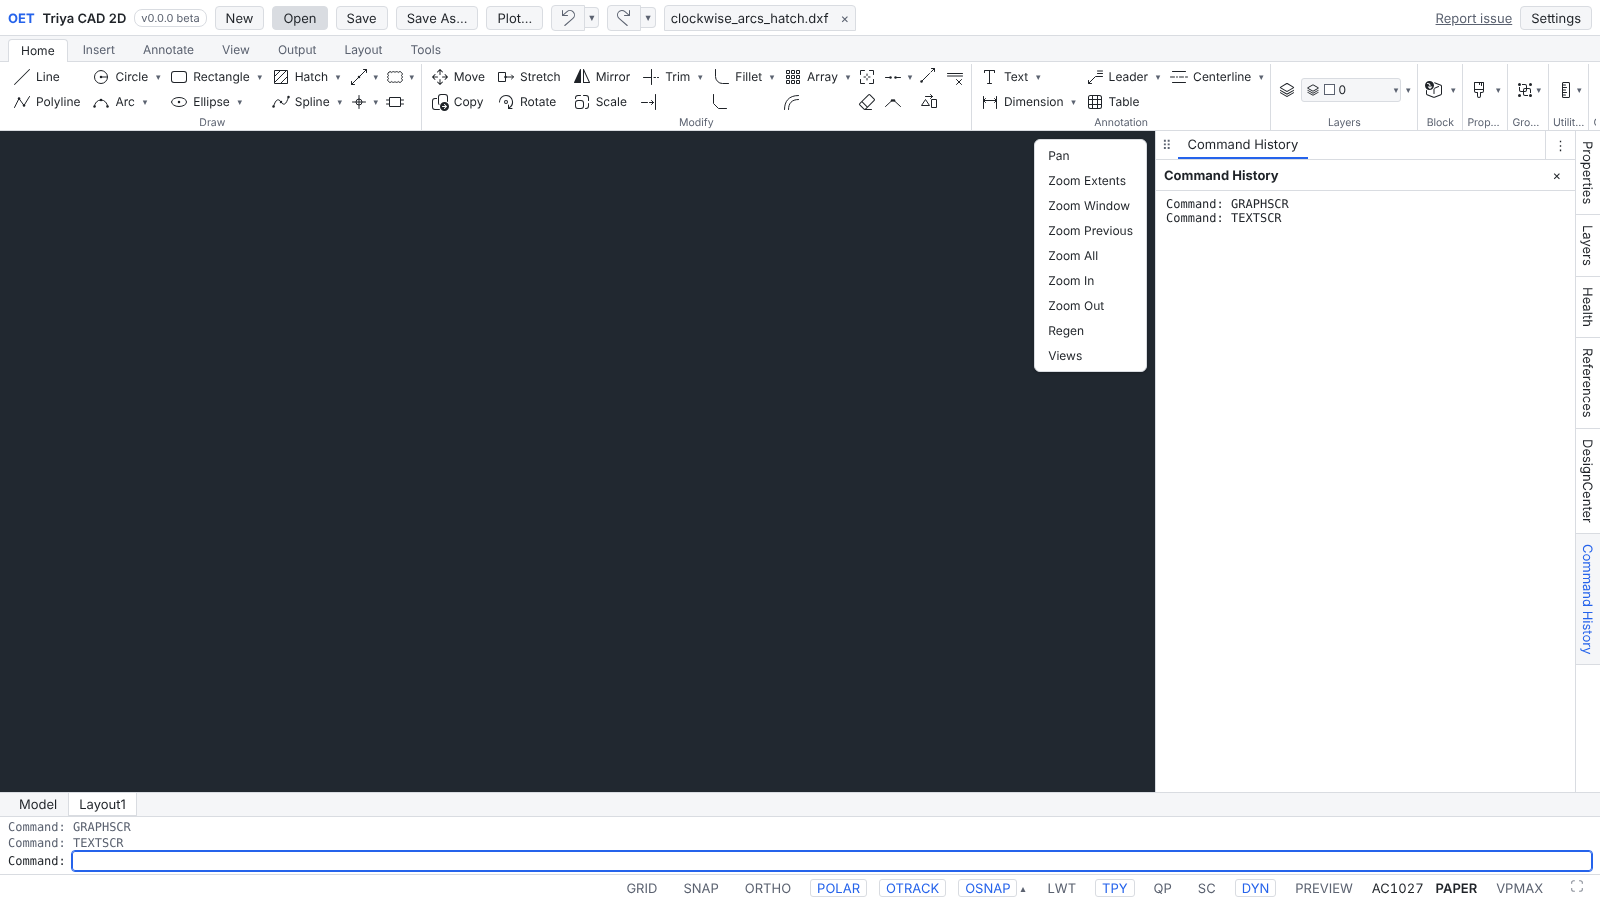 OET Triya CAD 2D v0.0.0 beta New Open Save Save As... Plot... clockwise_arcs_hatch.dxf × Report issue Settings
Home Insert Annotate View Output Layout Tools
Line Circle Rectangle Hatch Move Stretch Mirror Trim Fillet Array Text Leader Centerline
Polyline Arc Ellipse Spline Copy Rotate Scale Dimension Table
0
Draw Modify Annotation Layers Block Prop... Gro... Utilit...
Pan
Zoom Extents
Zoom Window
Zoom Previous
Zoom All
Zoom In
Zoom Out
Regen
Views
Command History
Command History ×
Command: GRAPHSCR
Command: TEXTSCR
Properties
Layers
Health
References
DesignCenter
Command History
Model Layout1
Command: GRAPHSCR
Command: TEXTSCR
Command:
GRID SNAP ORTHO POLAR OTRACK OSNAP LWT TPY QP SC DYN PREVIEW AC1027 PAPER VPMAX